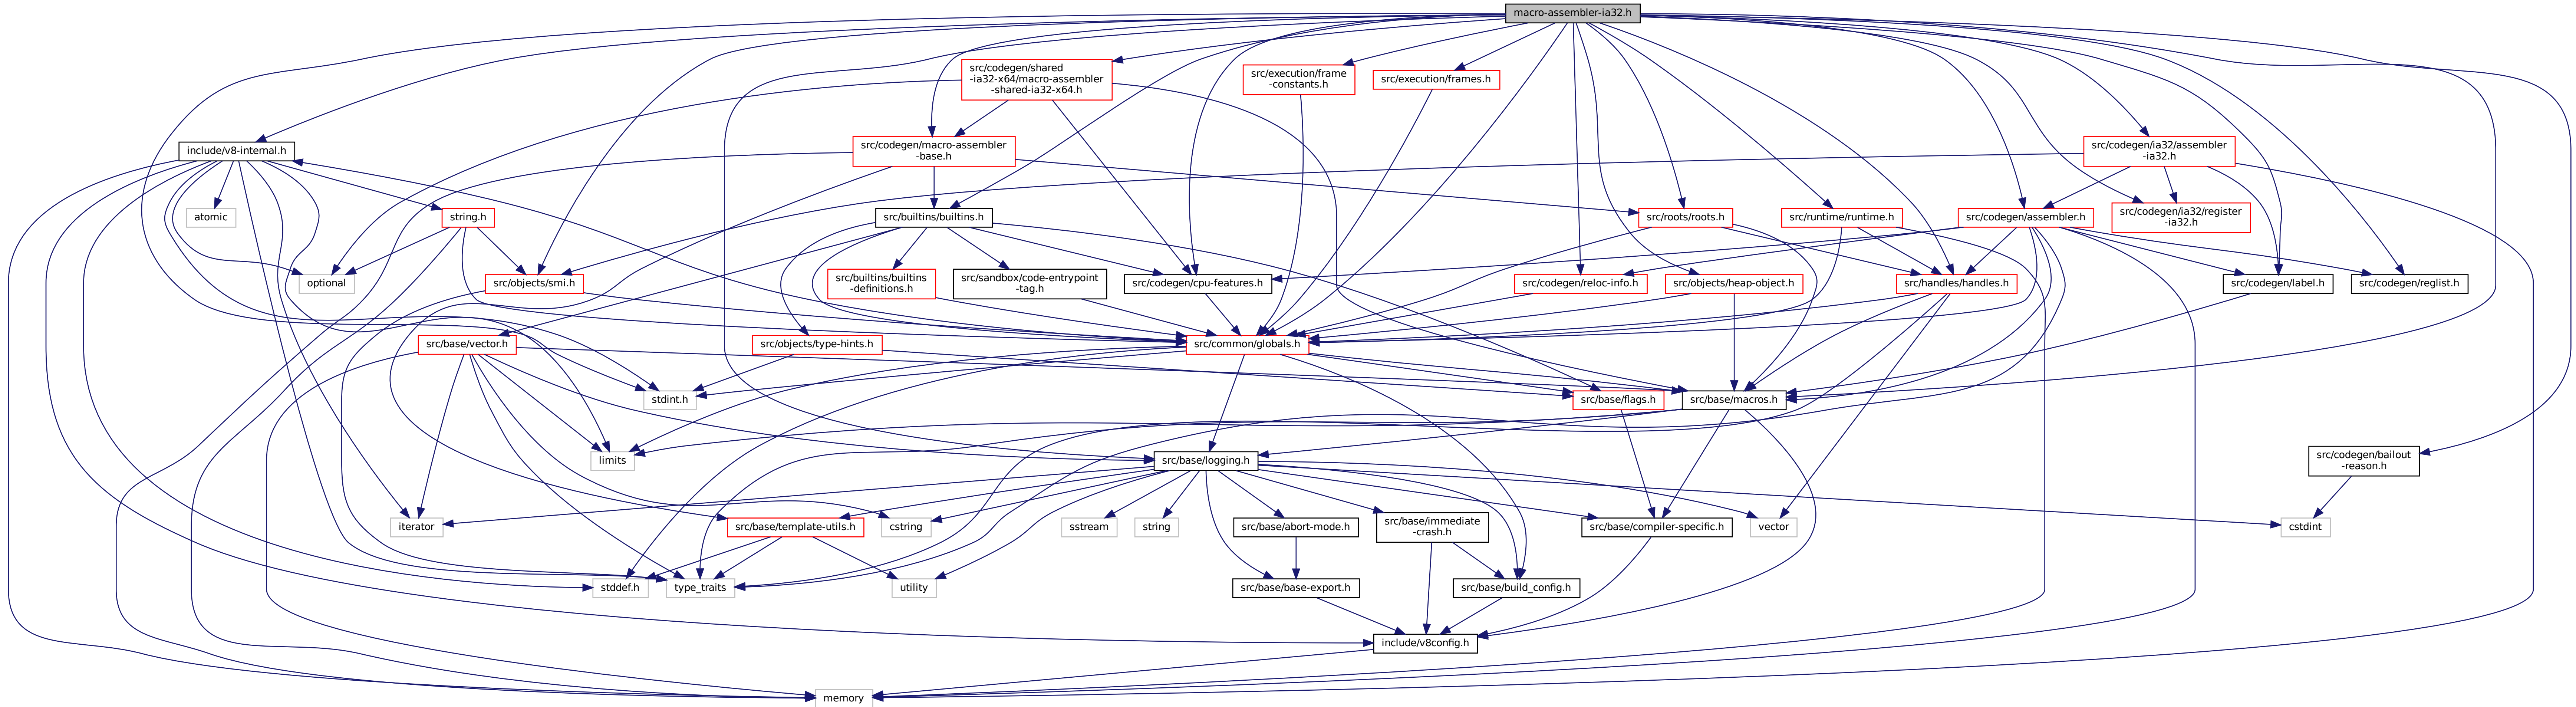 macro-assembler-ia32.h
src/codegen/shared
-ia32-x64/macro-assembler
-shared-ia32-x64.h
src/execution/frame
-constants.h
src/execution/frames.h
include/v8-internal.h
src/codegen/macro-assembler
-base.h
src/codegen/ia32/assembler
-ia32.h
atomic
string.h
src/builtins/builtins.h
src/roots/roots.h
src/runtime/runtime.h
src/codegen/assembler.h
src/codegen/ia32/register
-ia32.h
optional
src/objects/smi.h
src/builtins/builtins
-definitions.h
src/sandbox/code-entrypoint
-tag.h
src/codegen/cpu-features.h
src/codegen/reloc-info.h
src/objects/heap-object.h
src/handles/handles.h
src/codegen/label.h
src/codegen/reglist.h
src/base/vector.h
src/objects/type-hints.h
src/common/globals.h
stdint.h
src/base/flags.h
src/base/macros.h
limits
src/base/logging.h
src/codegen/bailout
-reason.h
iterator
src/base/template-utils.h
cstring
sstream
string
src/base/abort-mode.h
src/base/immediate
-crash.h
src/base/compiler-specific.h
vector
cstdint
stddef.h
type_traits
utility
src/base/base-export.h
src/base/build_config.h
include/v8config.h
memory